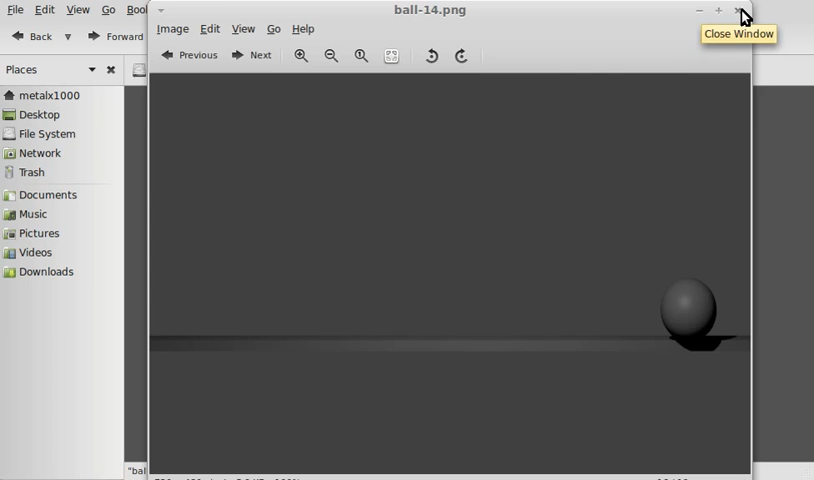 File Edit View Go
Back Forward
Places
metalx1000
Desktop
File System
Network
Trash
Documents
Music
Pictures
Videos
Downloads
ball-14.png
Close Window
Image Edit View Go Help
Previous Next